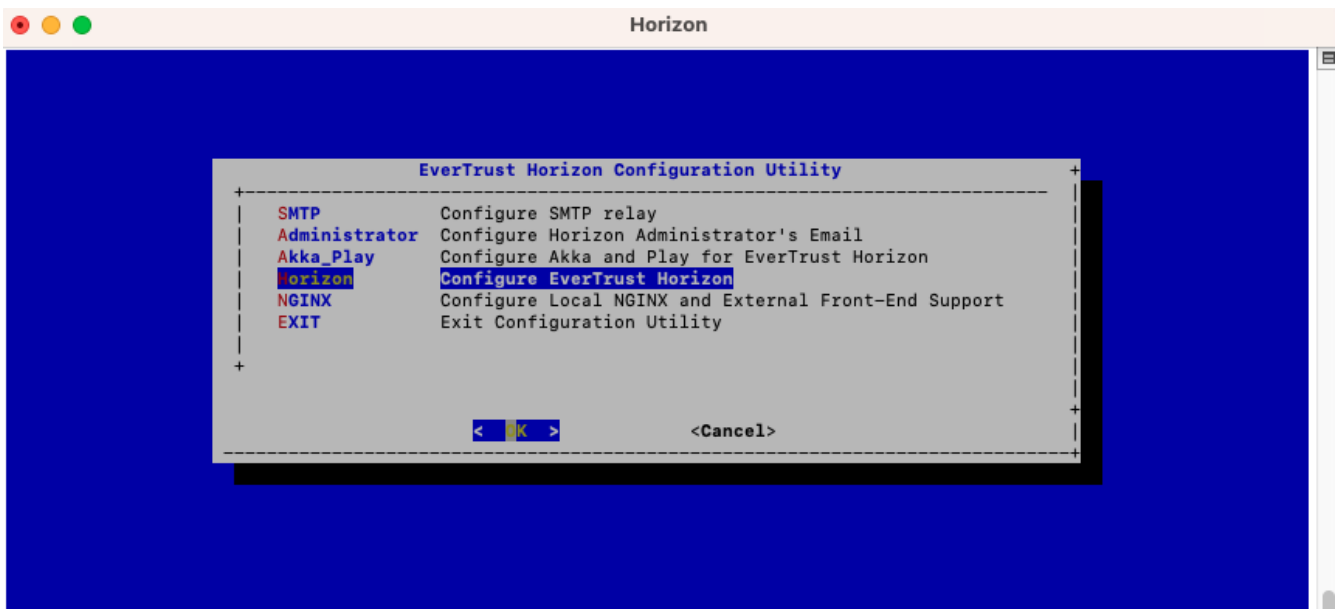 Horizon
EverTrust Horizon Configuration Utility
SMTP Configure SMTP relay
Administrator Configure Horizon Administrator's Email
Akka_Play Configure Akka and Play for EverTrust Horizon
Horizon Configure EverTrust Horizon
NGINX Configure Local NGINX and External Front-End Support
EXIT Exit Configuration Utility
< OK > <Cancel>